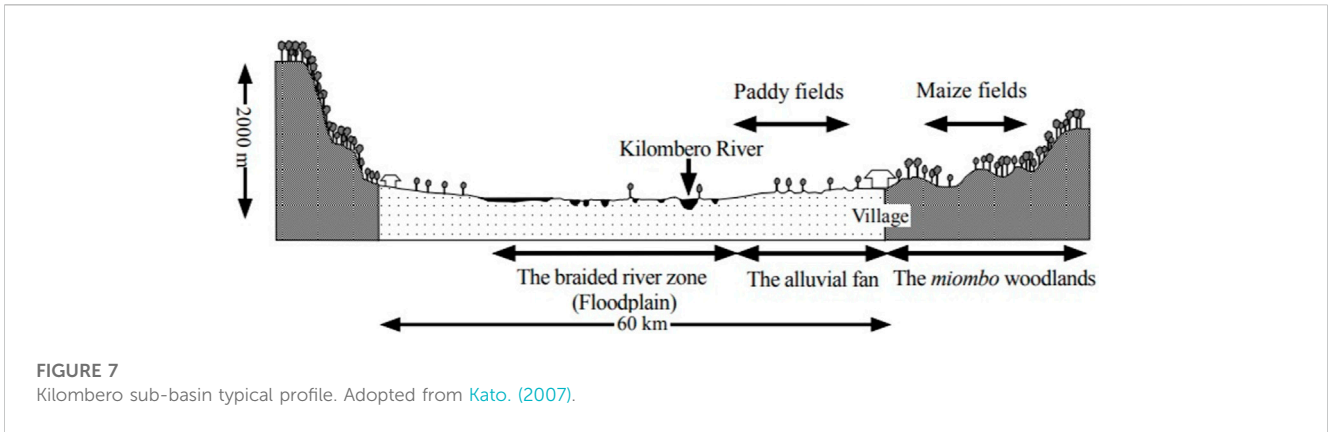 Paddy fields
Maize fields
2000 m
Kilombero River
Village
The braided river zone
(Floodplain)
The alluvial fan
The miombo woodlands
60 km
FIGURE 7
Kilombero sub-basin typical profile. Adopted from Kato. (2007).